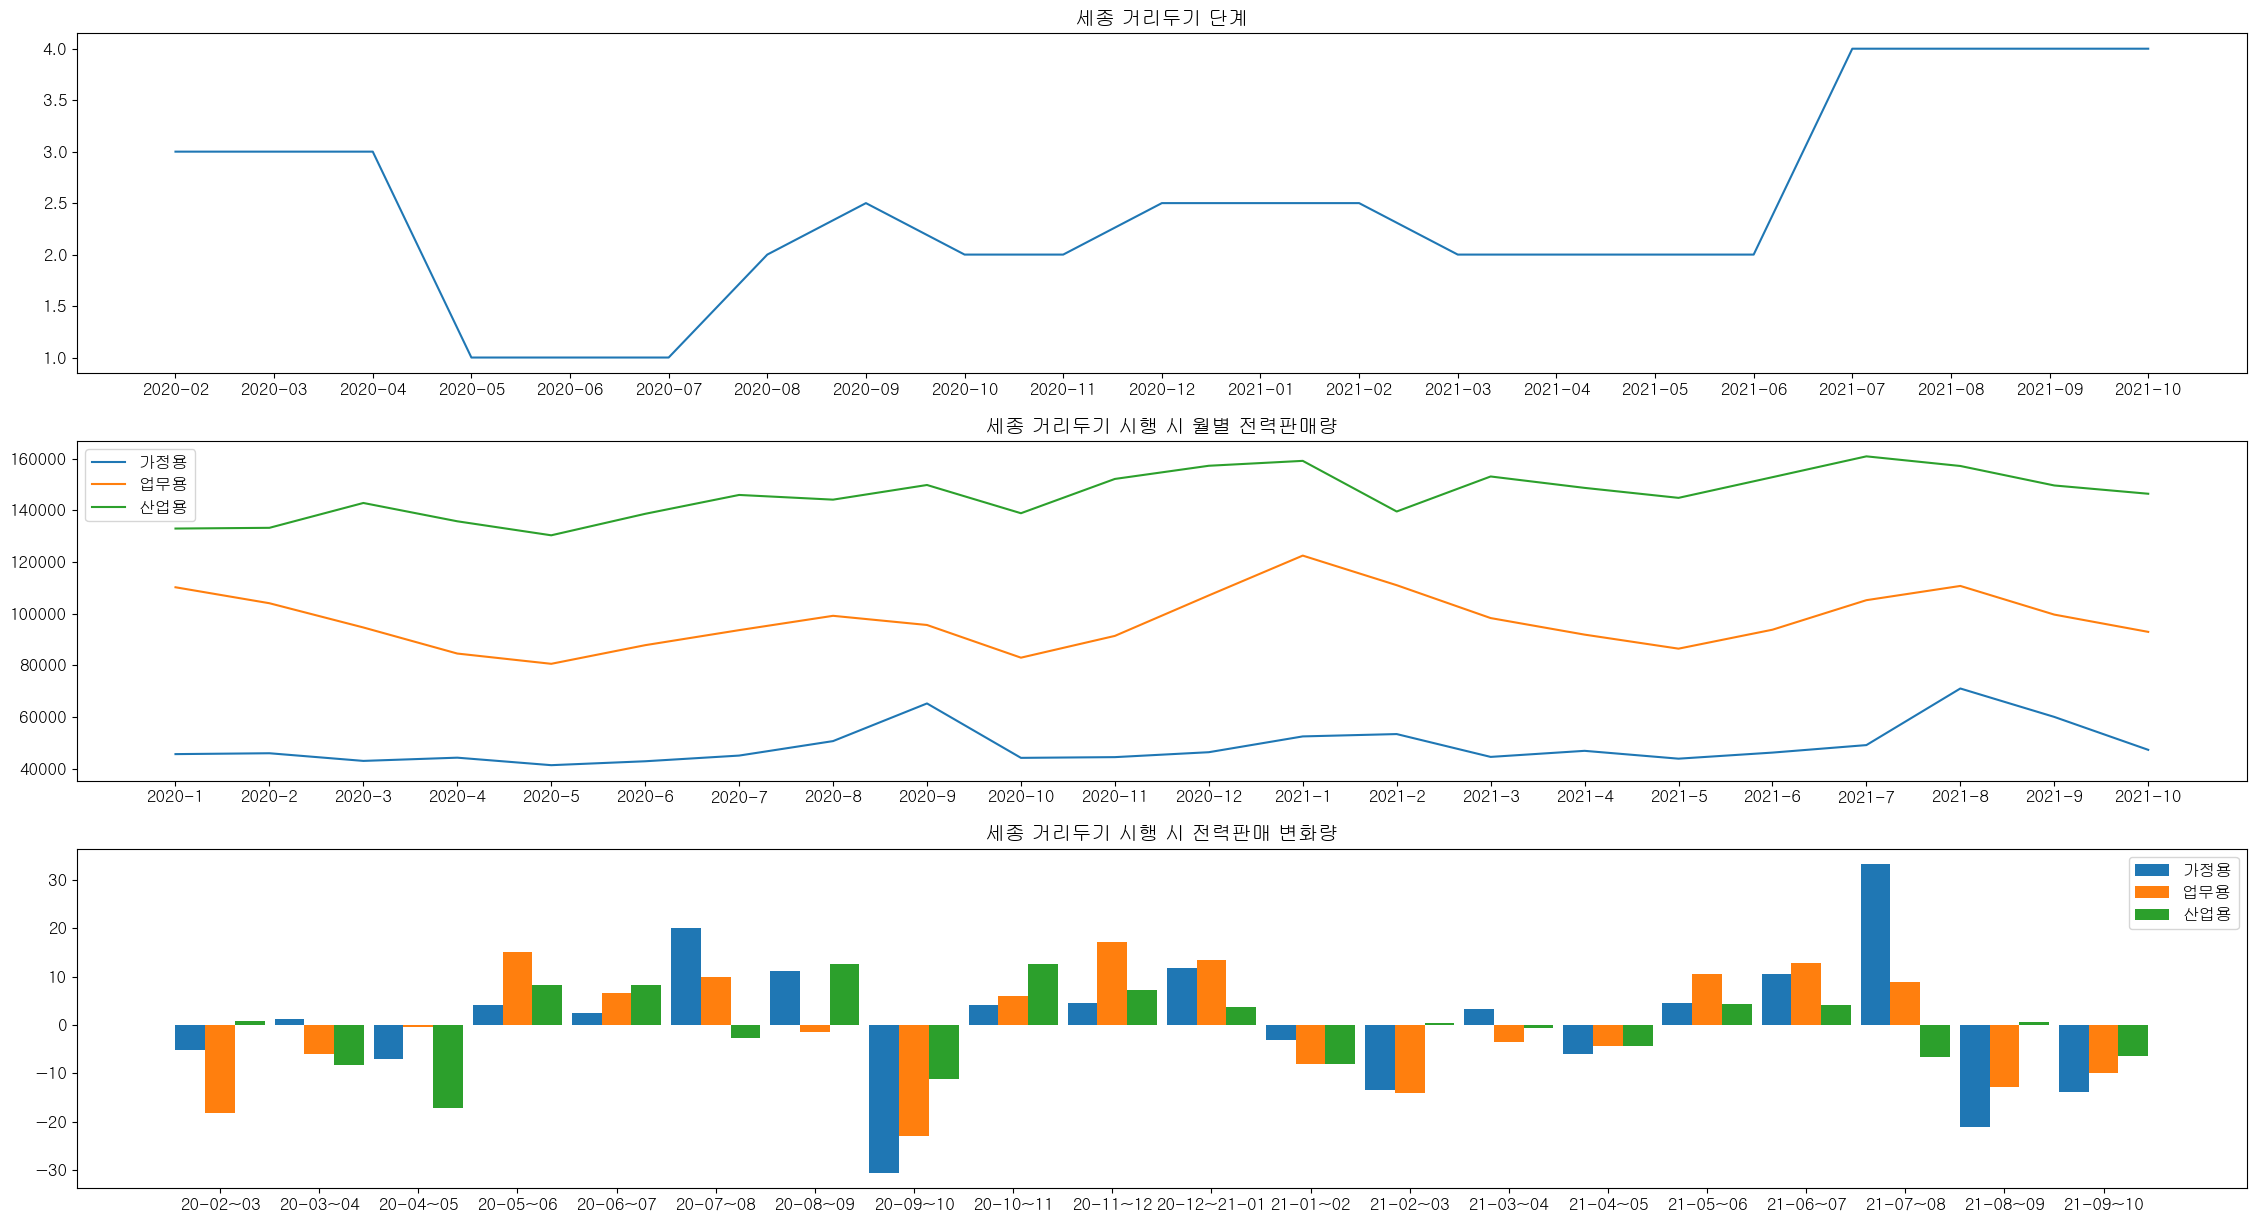 세종 거리두기 단계
4.0
3.5
3.0
2.5
2.0
1.5
1.0
2020-02 2020-03 2020-04 2020-05 2020-06 2020-07 2020-08 2020-09 2020-10 2020-11 2020-12 2021-01 2021-02 2021-03 2021-04 2021-05 2021-06 2021-07 2021-08 2021-09 2021-10
세종 거리두기 시행 시 월별 전력판매량
가정용
업무용
산업용
160000
140000
120000
100000
80000
60000
40000
2020-1 2020-2 2020-3 2020-4 2020-5 2020-6 2020-7 2020-8 2020-9 2020-10 2020-11 2020-12 2021-1 2021-2 2021-3 2021-4 2021-5 2021-6 2021-7 2021-8 2021-9 2021-10
세종 거리두기 시행 시 전력판매 변화량
가정용
업무용
산업용
30
20
10
0
−10
−20
−30
20-02~03 20-03~04 20-04~05 20-05~06 20-06~07 20-07~08 20-08~09 20-09~10 20-10~11 20-11~12 20-12~21-01 21-01~02 21-02~03 21-03~04 21-04~05 21-05~06 21-06~07 21-07~08 21-08~09 21-09~10